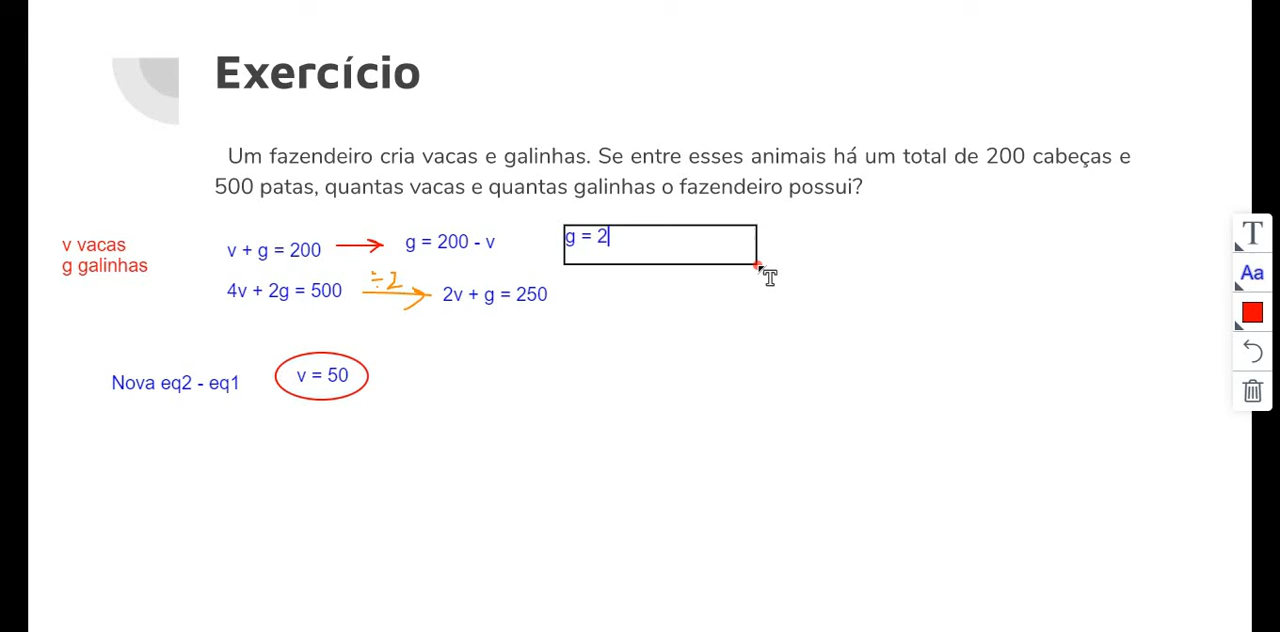 Exercício
Um fazendeiro cria vacas e galinhas. Se entre esses animais há um total de 200 cabeças e
500 patas, quantas vacas e quantas galinhas o fazendeiro possui?
v vacas
g galinhas
v + g = 200
g = 200 - v
g = 2
4v + 2g = 500
÷2
2v + g = 250
Nova eq2 - eq1
v = 50
T
Aa